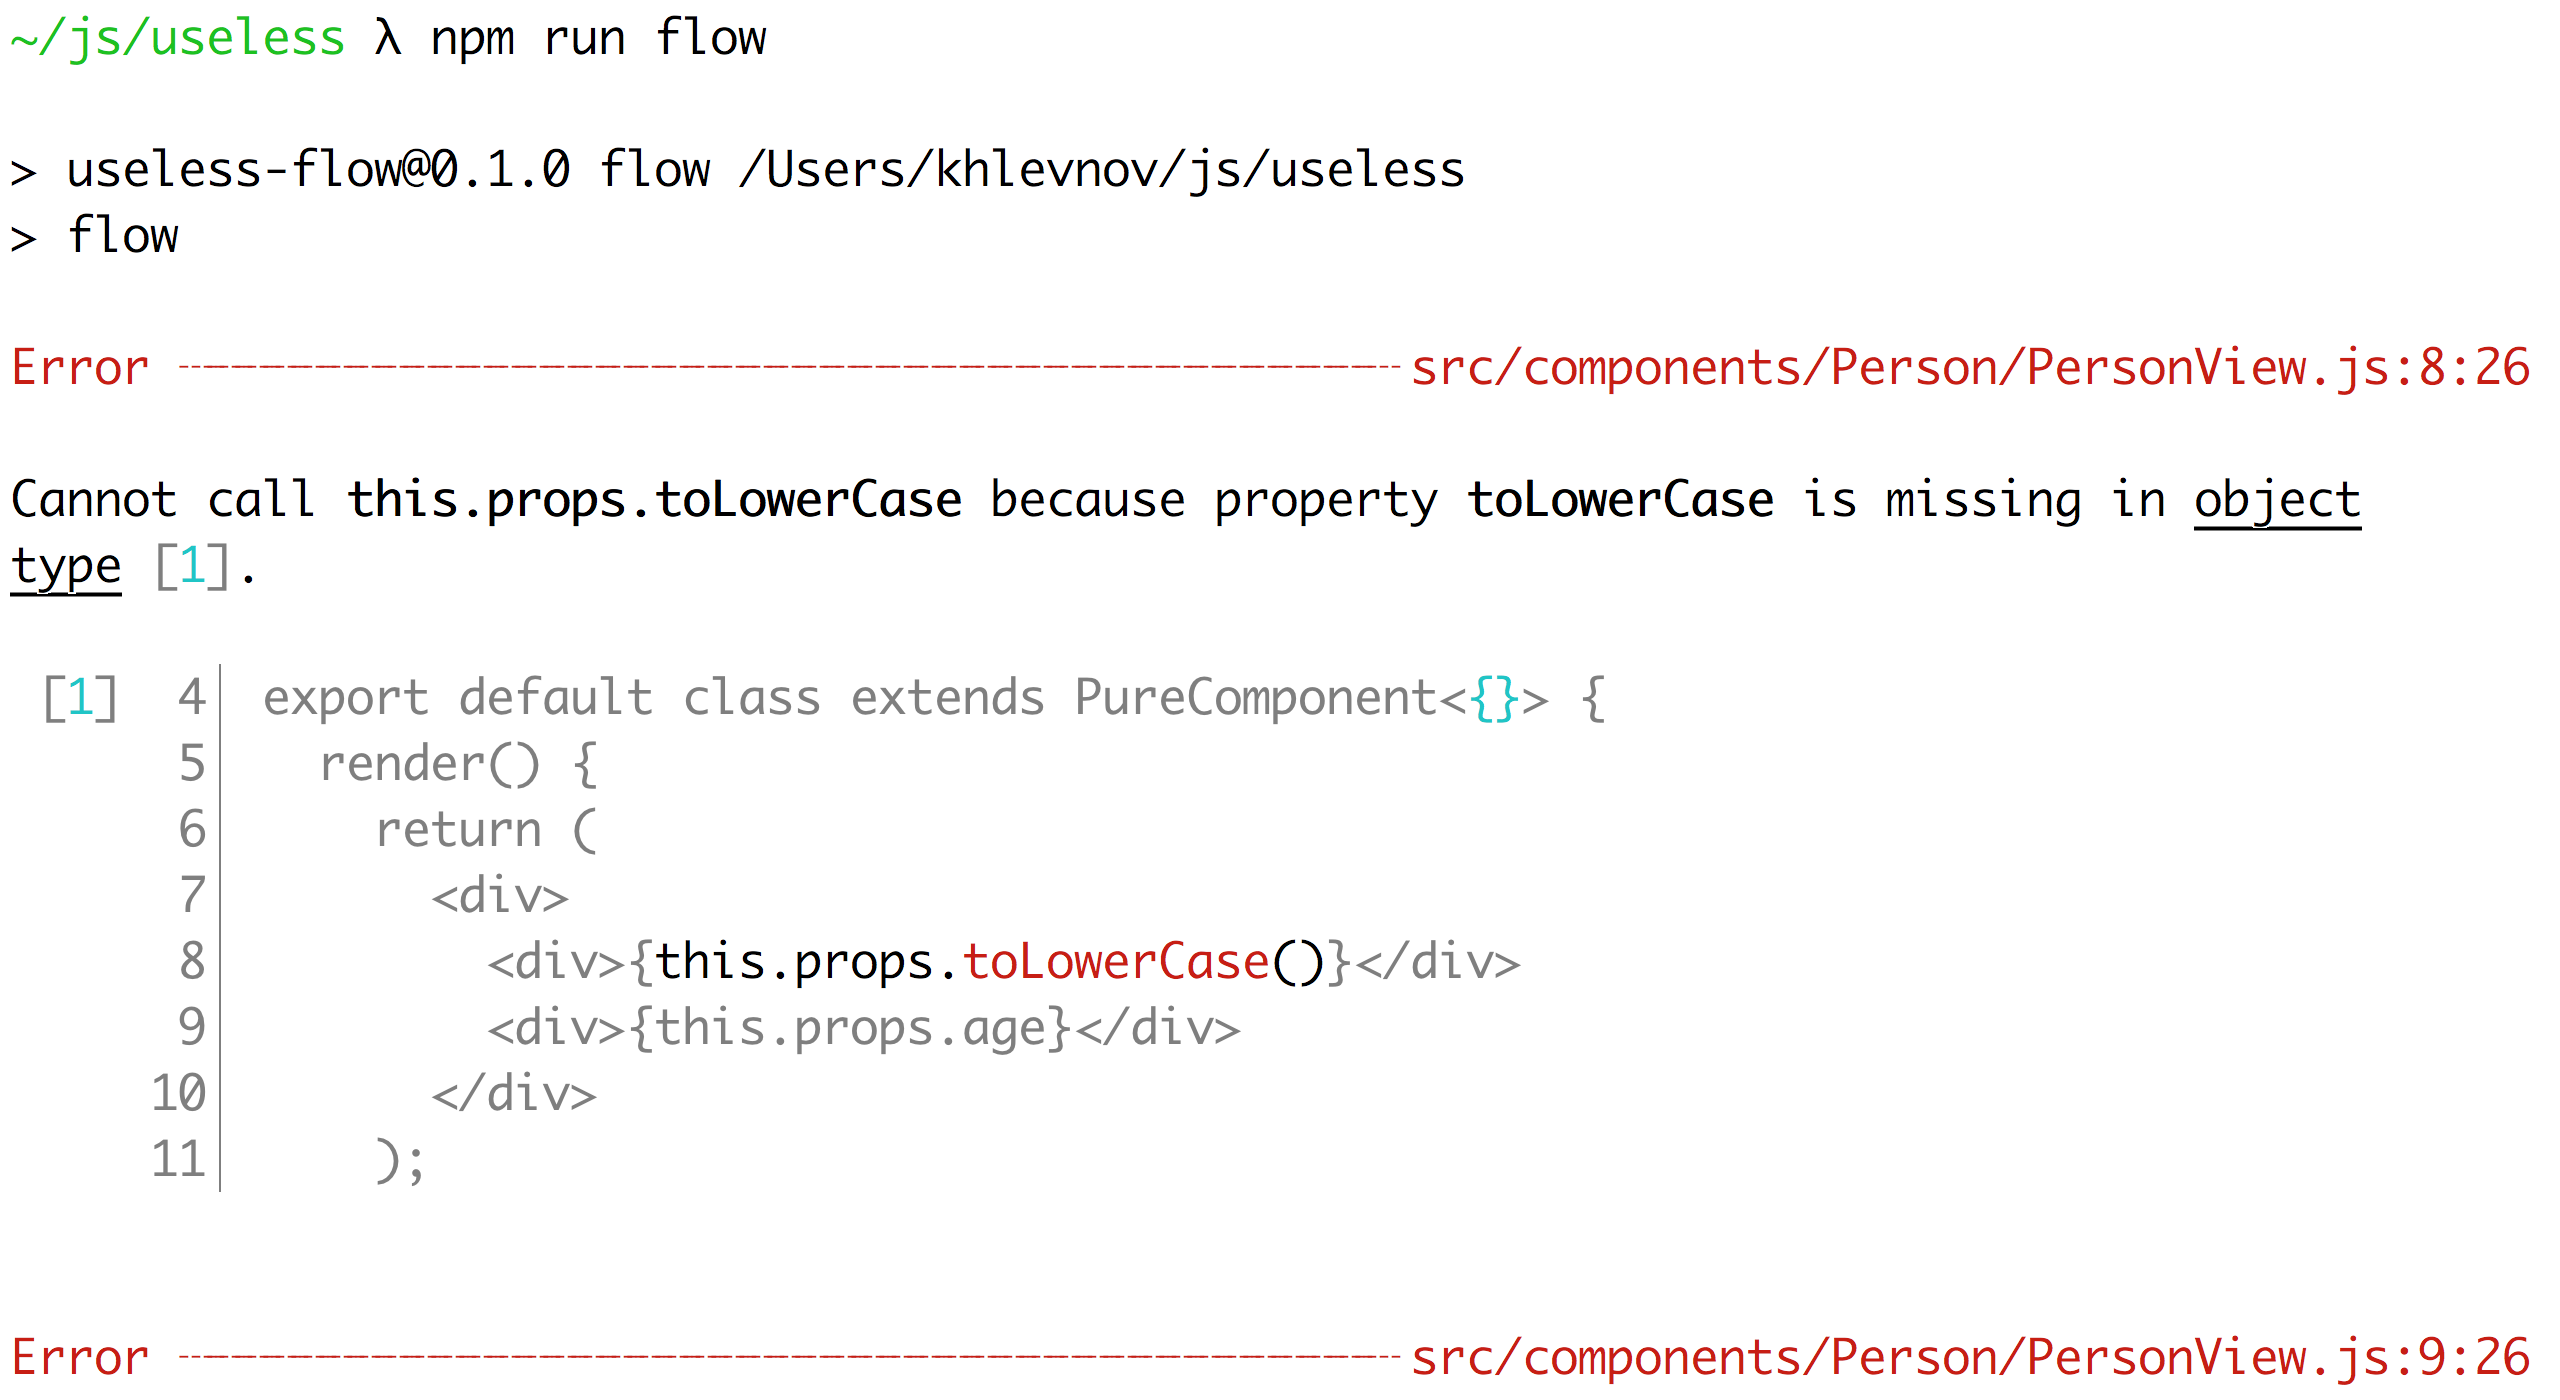 ~/js/useless λ npm run flow
> useless-flow@0.1.0 flow /Users/khlevnov/js/useless
> flow
Error ------------------------------------------- src/components/Person/PersonView.js:8:26
Cannot call this.props.toLowerCase because property toLowerCase is missing in object
type [1].
[1] 4│ export default class extends PureComponent<{}> {
5│ render() {
6│ return (
7│ <div>
8│ <div>{this.props.toLowerCase()}</div>
9│ <div>{this.props.age}</div>
10│ </div>
11│ );
Error ------------------------------------------- src/components/Person/PersonView.js:9:26